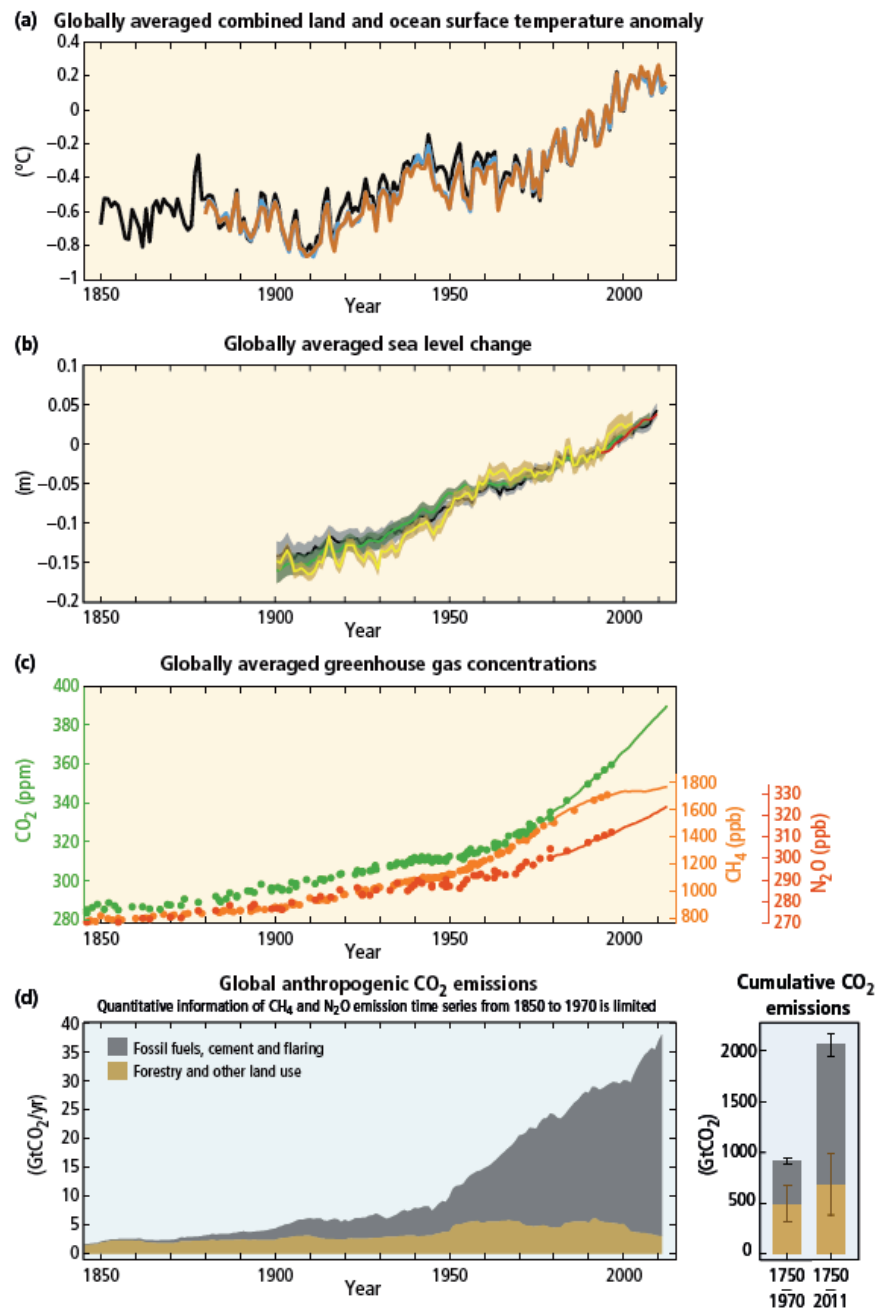 (a) Globally averaged combined land and ocean surface temperature anomaly
0.4
0.2
0
−0.2
−0.4
−0.6
−0.8
−1
(°C)
1850 1900 1950 2000
Year
(b) Globally averaged sea level change
0.1
0.05
0
−0.05
−0.1
−0.15
−0.2
(m)
1850 1900 1950 2000
Year
(c) Globally averaged greenhouse gas concentrations
400
380
360
340
320
300
280
CO2 (ppm)
1800
1600
1400
1200
1000
800
CH4 (ppb)
330
320
310
300
290
280
270
N2O (ppb)
1850 1900 1950 2000
Year
(d) Global anthropogenic CO2 emissions
Quantitative information of CH4 and N2O emission time series from 1850 to 1970 is limited
40
35
30
25
20
15
10
5
0
(GtCO2/yr)
Fossil fuels, cement and flaring
Forestry and other land use
1850 1900 1950 2000
Year
Cumulative CO2
emissions
2000
1500
1000
500
0
(GtCO2)
1750 1750
– –
1970 2011